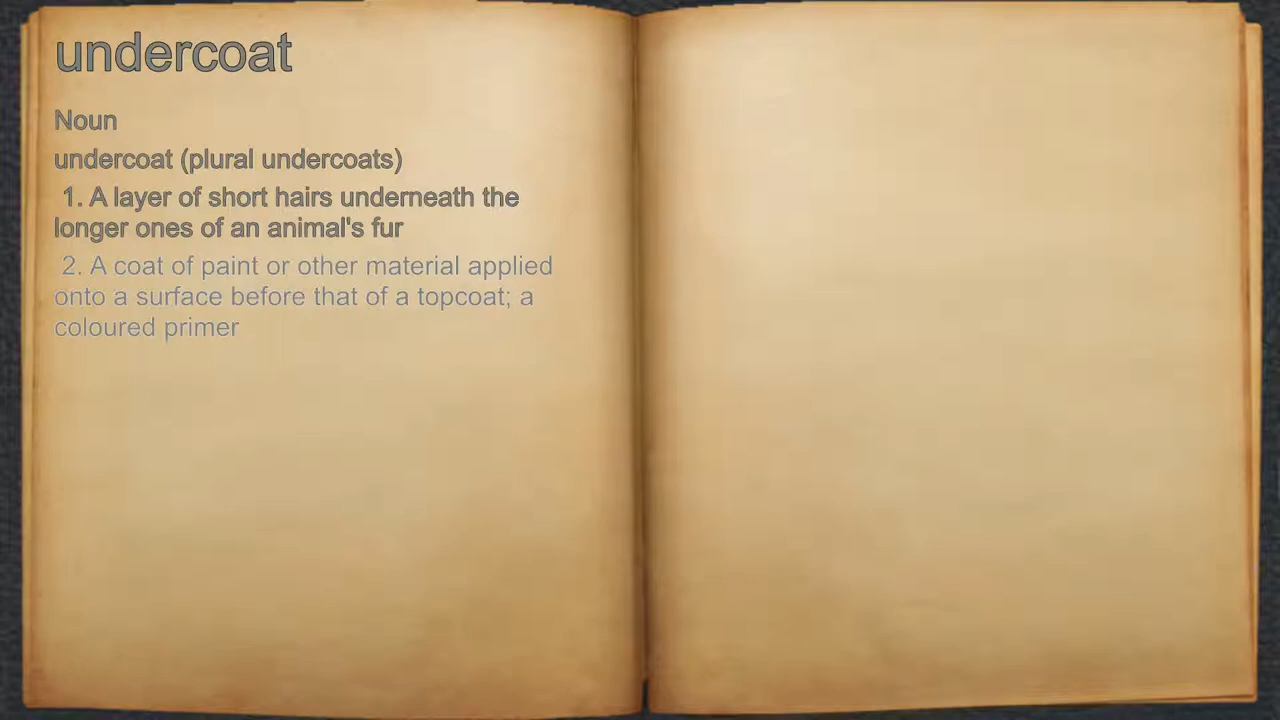 undercoat
Noun
undercoat (plural undercoats)
1. A layer of short hairs underneath the
longer ones of an animal's fur
2. A coat of paint or other material applied
onto a surface before that of a topcoat; a
coloured primer